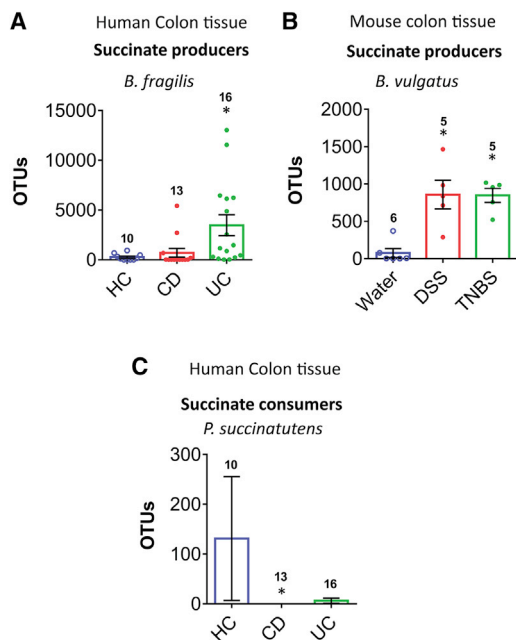 A
Human Colon tissue
Succinate producers
B. fragilis
OTUs
15000
10000
5000
0
10
13
16
*
HC
CD
UC
B
Mouse colon tissue
Succinate producers
B. vulgatus
OTUs
2000
1500
1000
500
0
6
5
*
5
*
Water
DSS
TNBS
C
Human Colon tissue
Succinate consumers
P. succinatutens
OTUs
300
200
100
0
10
13
*
16
HC
CD
UC